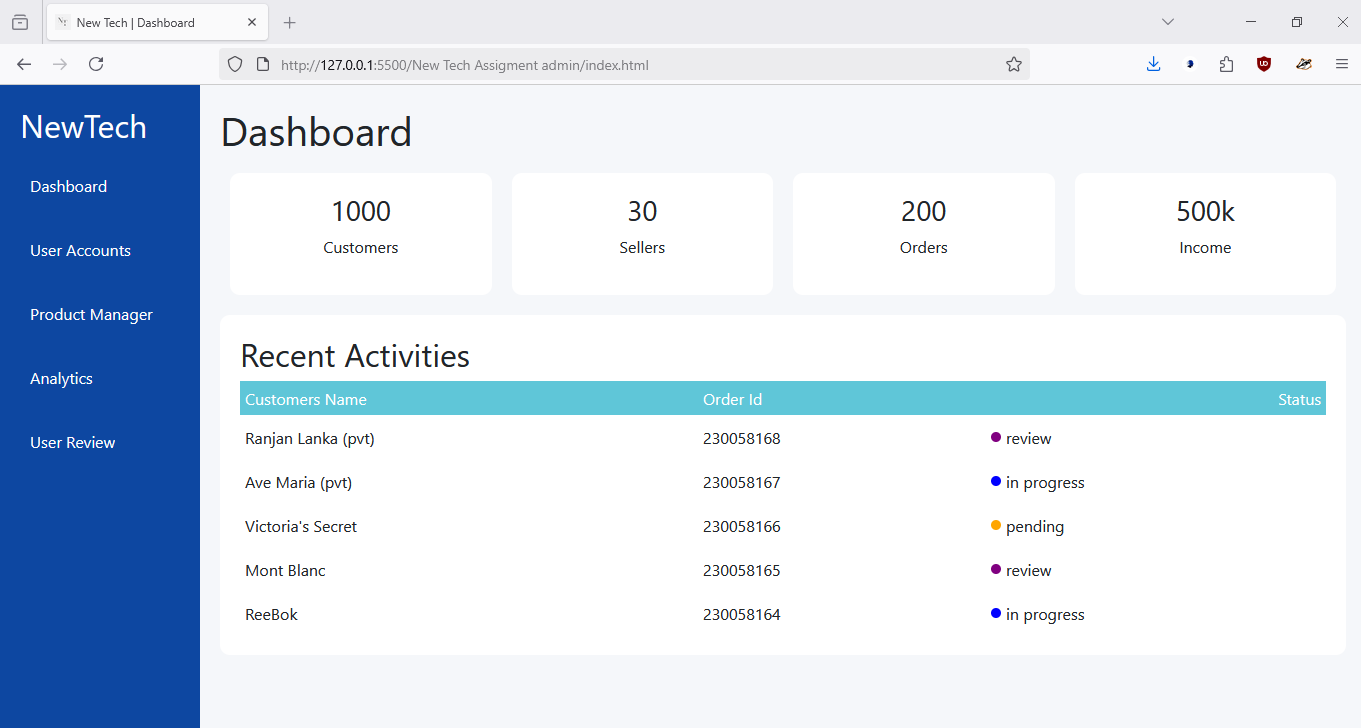 New Tech | Dashboard
http://127.0.0.1:5500/New Tech Assigment admin/index.html
NewTech
Dashboard
User Accounts
Product Manager
Analytics
User Review
Dashboard
1000
Customers
30
Sellers
200
Orders
500k
Income
Recent Activities
Customers Name Order Id Status
Ranjan Lanka (pvt) 230058168 review
Ave Maria (pvt) 230058167 in progress
Victoria's Secret 230058166 pending
Mont Blanc 230058165 review
ReeBok 230058164 in progress